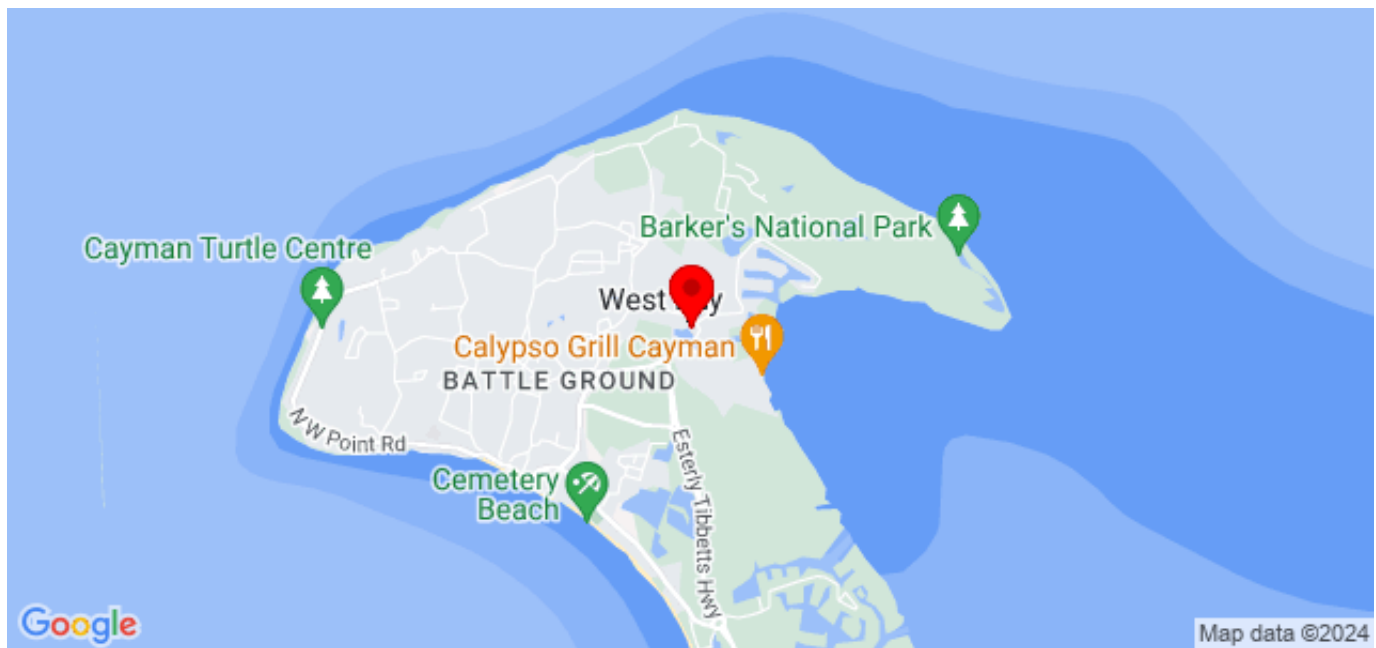 Barker's National Park
Cayman Turtle Centre
West
Calypso Grill Cayman
BATTLE GROUND
NW Point Rd
Esterly Tibbetts Hwy
Cemetery
Beach
Google
Map data ©2024